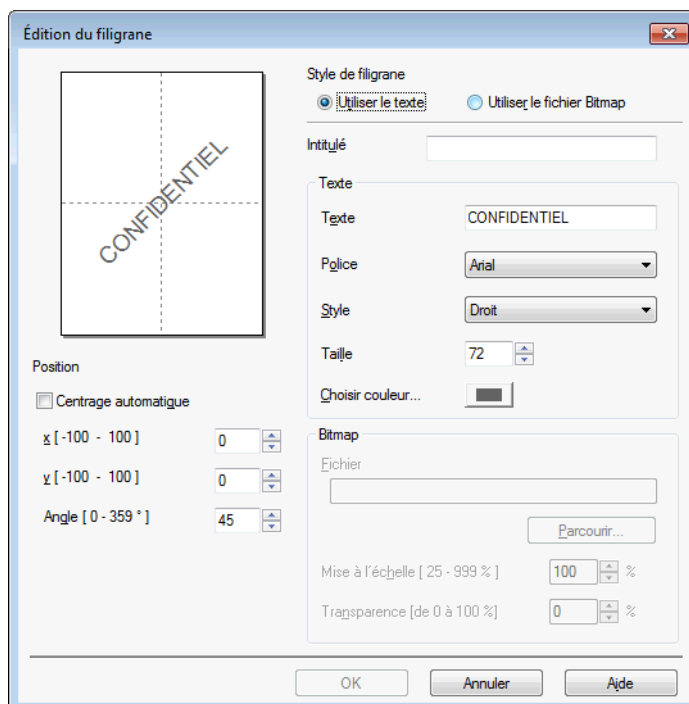 Édition du filigrane
CONFIDENTIEL
Position
Centrage automatique
x [ -100 - 100 ] 0
y [ -100 - 100 ] 0
Angle [ 0 - 359 ° ] 45
Style de filigrane
Utiliser le texte Utiliser le fichier Bitmap
Intitulé
Texte
Texte CONFIDENTIEL
Police Arial
Style Droit
Taille 72
Choisir couleur...
Bitmap
Fichier
Parcourir...
Mise à l'échelle [ 25 - 999 % ] 100 %
Transparence [de 0 à 100 %] 0 %
OK Annuler Aide